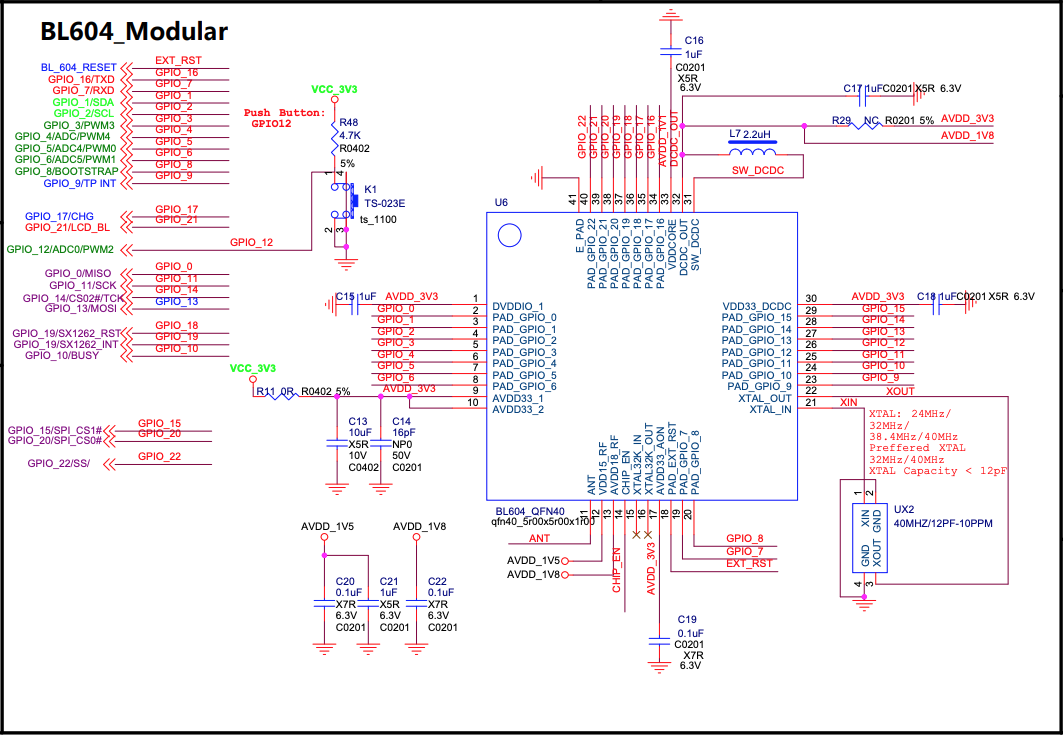 BL604_Modular
BL_604_RESET EXT_RST
GPIO_16/TXD GPIO_16
GPIO_7/RXD GPIO_7
GPIO_1/SDA GPIO_1
GPIO_2/SCL GPIO_2
GPIO_3/PWM3 GPIO_3
GPIO_4/ADC/PWM4 GPIO_4
GPIO_5/ADC4/PWM0 GPIO_5
GPIO_6/ADC5/PWM1 GPIO_6
GPIO_8/BOOTSTRAP GPIO_8
GPIO_9/TP INT GPIO_9
GPIO_17/CHG GPIO_17
GPIO_21/LCD_BL GPIO_21
GPIO_12/ADC0/PWM2 GPIO_12
GPIO_0/MISO GPIO_0
GPIO_11/SCK GPIO_11
GPIO_14/CS02#/TCK GPIO_14
GPIO_13/MOSI GPIO_13
GPIO_19/SX1262_RST GPIO_18
GPIO_19/SX1262_INT GPIO_19
GPIO_10/BUSY GPIO_10
GPIO_15/SPI_CS1# GPIO_15
GPIO_20/SPI_CS0# GPIO_20
GPIO_22/SS/ GPIO_22
VCC_3V3
Push Button:
GPIO12
R48
4.7K
R0402
5%
1 4
K1
TS-023E
ts_1100
2 3
C16
1uF
C0201
X5R
6.3V
C17 1uF C0201 X5R 6.3V
R29 NC R0201 5% AVDD_3V3
AVDD_1V8
L7 2.2uH
SW_DCDC
GPIO_22
GPIO_21
GPIO_20
GPIO_19
GPIO_18
GPIO_17
GPIO_16
AVDD_1V1
DCDC_OUT
41 40 39 38 37 36 35 34 33 32 31
U6
E_PAD
PAD_GPIO_22
PAD_GPIO_21
PAD_GPIO_20
PAD_GPIO_19
PAD_GPIO_18
PAD_GPIO_17
PAD_GPIO_16
VDDCORE
DCDC_OUT
SW_DCDC
C15 1uF AVDD_3V3 1 DVDDIO_1
GPIO_0 2 PAD_GPIO_0
GPIO_1 3 PAD_GPIO_1
GPIO_2 4 PAD_GPIO_2
GPIO_3 5 PAD_GPIO_3
GPIO_4 6 PAD_GPIO_4
GPIO_5 7 PAD_GPIO_5
GPIO_6 8 PAD_GPIO_6
AVDD_3V3 9 AVDD33_1
10 AVDD33_2
VDD33_DCDC 30 AVDD_3V3 C18 1uF C0201 X5R 6.3V
PAD_GPIO_15 29 GPIO_15
PAD_GPIO_14 28 GPIO_14
PAD_GPIO_13 27 GPIO_13
PAD_GPIO_12 26 GPIO_12
PAD_GPIO_11 25 GPIO_11
PAD_GPIO_10 24 GPIO_10
PAD_GPIO_9 23 GPIO_9
XTAL_OUT 22 XOUT
XTAL_IN 21 XIN
VCC_3V3
R11 0R R0402 5%
C13
10uF
X5R
10V
C0402
C14
16pF
NP0
50V
C0201
ANT
VDD15_RF
AVDD18_RF
CHIP_EN
XTAL32K_IN
XTAL32K_OUT
AVDD33_AON
PAD_EXT_RST
PAD_GPIO_7
PAD_GPIO_8
BL604_QFN40
qfn40_5r00x5r00x1r00
11 12 13 14 15 16 17 18 19 20
ANT
AVDD_1V5
AVDD_1V8
CHIP_EN
AVDD_3V3
GPIO_8
GPIO_7
EXT_RST
C19
0.1uF
C0201
X7R
6.3V
XTAL: 24MHz/
32MHz/
38.4MHz/40MHz
Preffered XTAL
32MHz/40MHz
XTAL Capacity < 12pF
1 2
XIN GND
GND XOUT
4 3
UX2
40MHZ/12PF-10PPM
AVDD_1V5 AVDD_1V8
C20
0.1uF
X7R
6.3V
C0201
C21
1uF
X5R
6.3V
C0201
C22
0.1uF
X7R
6.3V
C0201